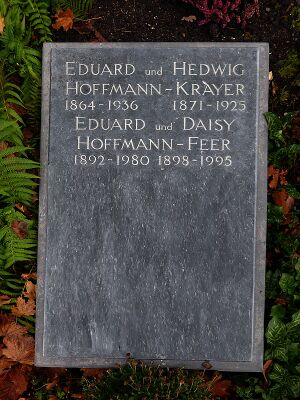 EDUARD und HEDWIG
HOFFMANN-KRAYER
1864-1936 1871-1925
EDUARD und DAISY
HOFFMANN-FEER
1892-1980 1898-1995